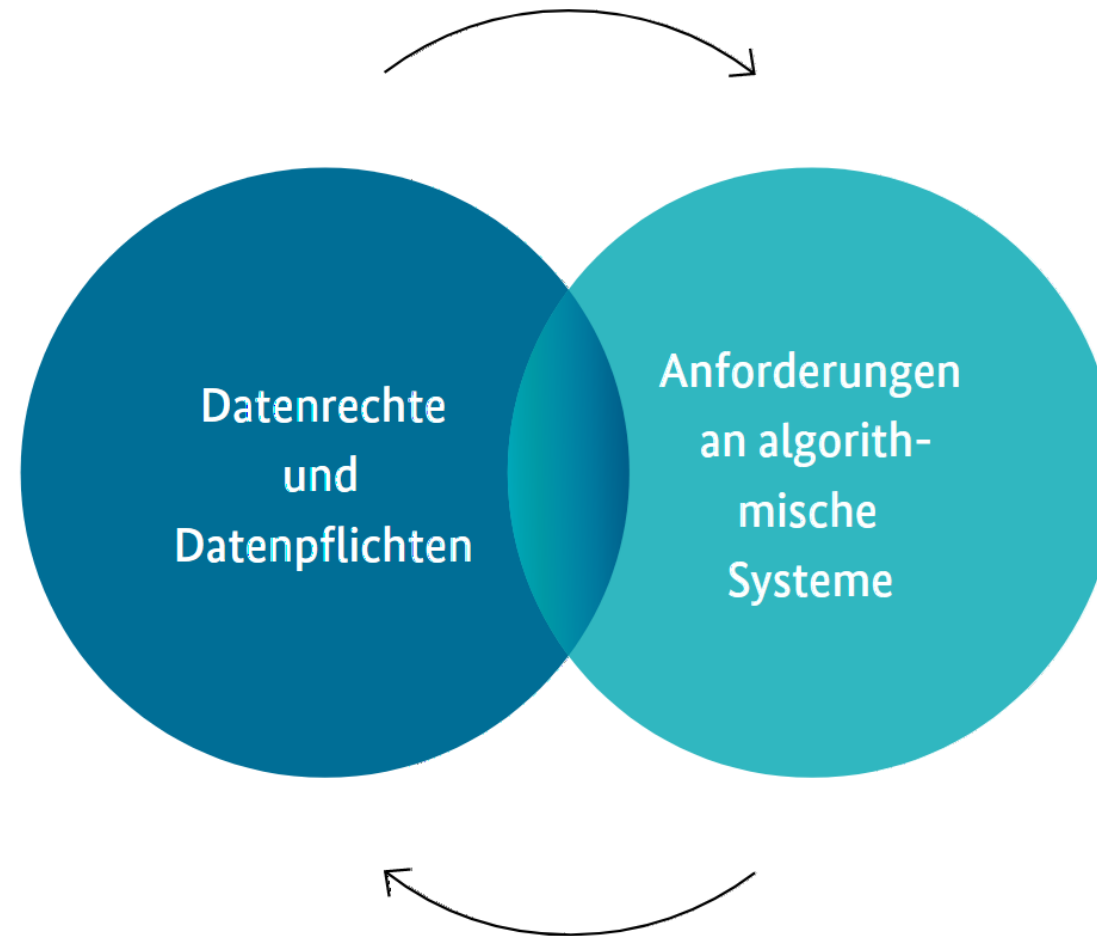 Datenrechte
und
Datenpflichten
Anforderungen
an algorith-
mische
Systeme